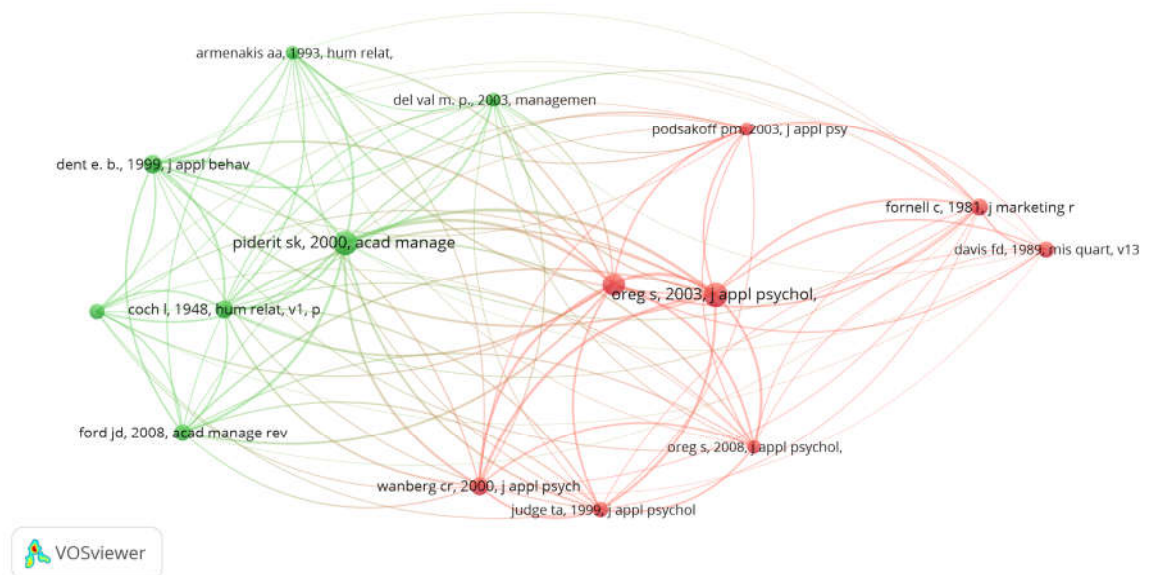 armenakis aa, 1993, hum relat,
del val m. p., 2003, managemen
podsakoff pm, 2003, j appl psy
dent e. b., 1999, j appl behav
fornell c, 1981, j marketing r
piderit sk, 2000, acad manage
davis fd, 1989, mis quart, v13
oreg s, 2003, j appl psychol,
coch l, 1948, hum relat, v1, p
ford jd, 2008, acad manage rev
oreg s, 2008, j appl psychol,
wanberg cr, 2000, j appl psych
judge ta, 1999, j appl psychol
VOSviewer